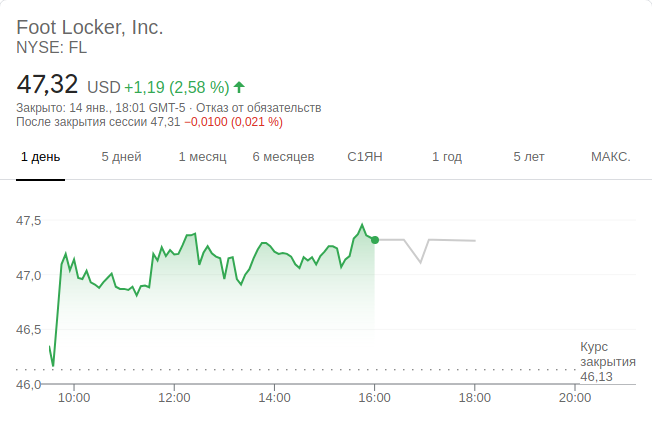 Foot Locker, Inc.
NYSE: FL
47,32 USD +1,19 (2,58 %)
Закрыто: 14 янв., 18:01 GMT-5 · Отказ от обязательств
После закрытия сессии 47,31 −0,0100 (0,021 %)
1 день 5 дней 1 месяц 6 месяцев С1ЯН 1 год 5 лет МАКС.
47,5
47,0
46,5
46,0
Курс
закрытия
46,13
10:00 12:00 14:00 16:00 18:00 20:00